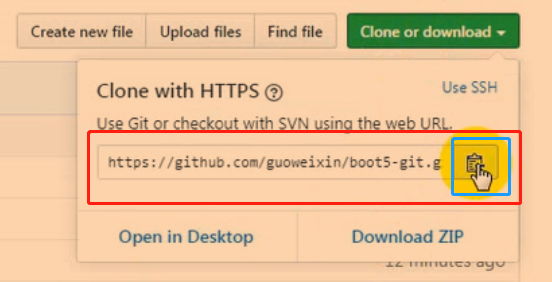 Create new file Upload files Find file Clone or download
Clone with HTTPS ?
Use SSH
Use Git or checkout with SVN using the web URL.
https://github.com/guoweixin/boot5-git.g
Open in Desktop Download ZIP
12 minutes ago